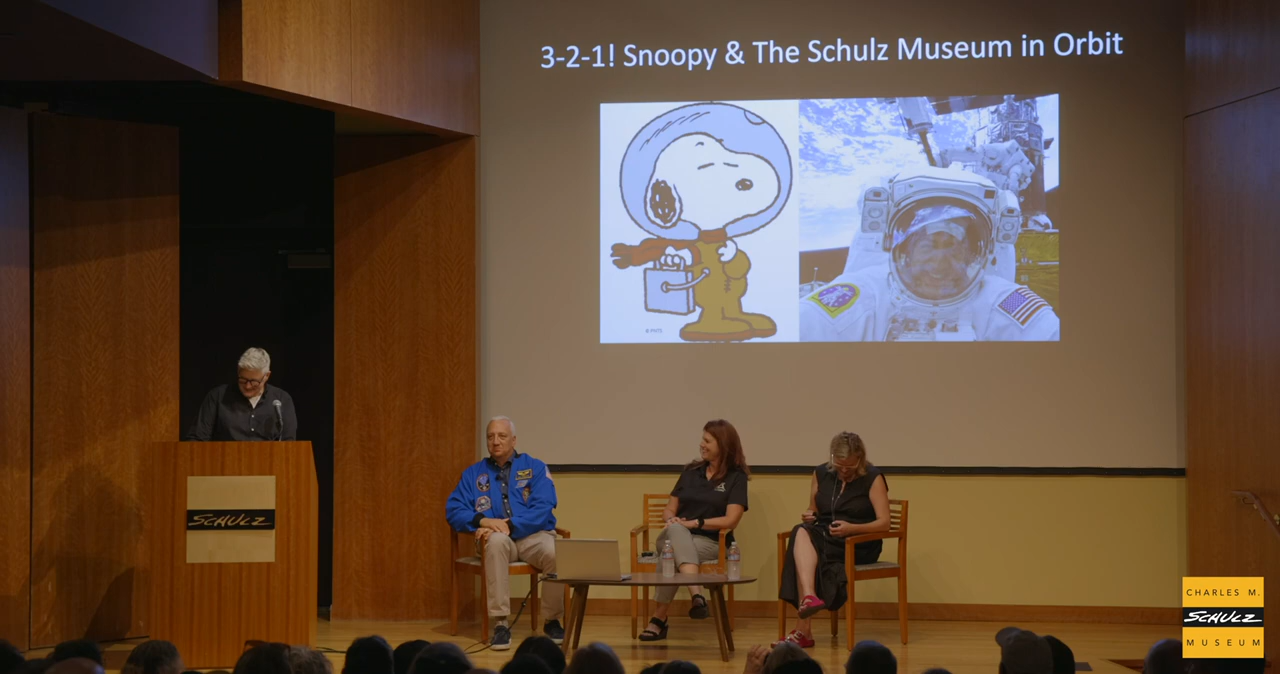 3-2-1! Snoopy & The Schulz Museum in Orbit
SCHULZ
CHARLES M.
SCHULZ
MUSEUM